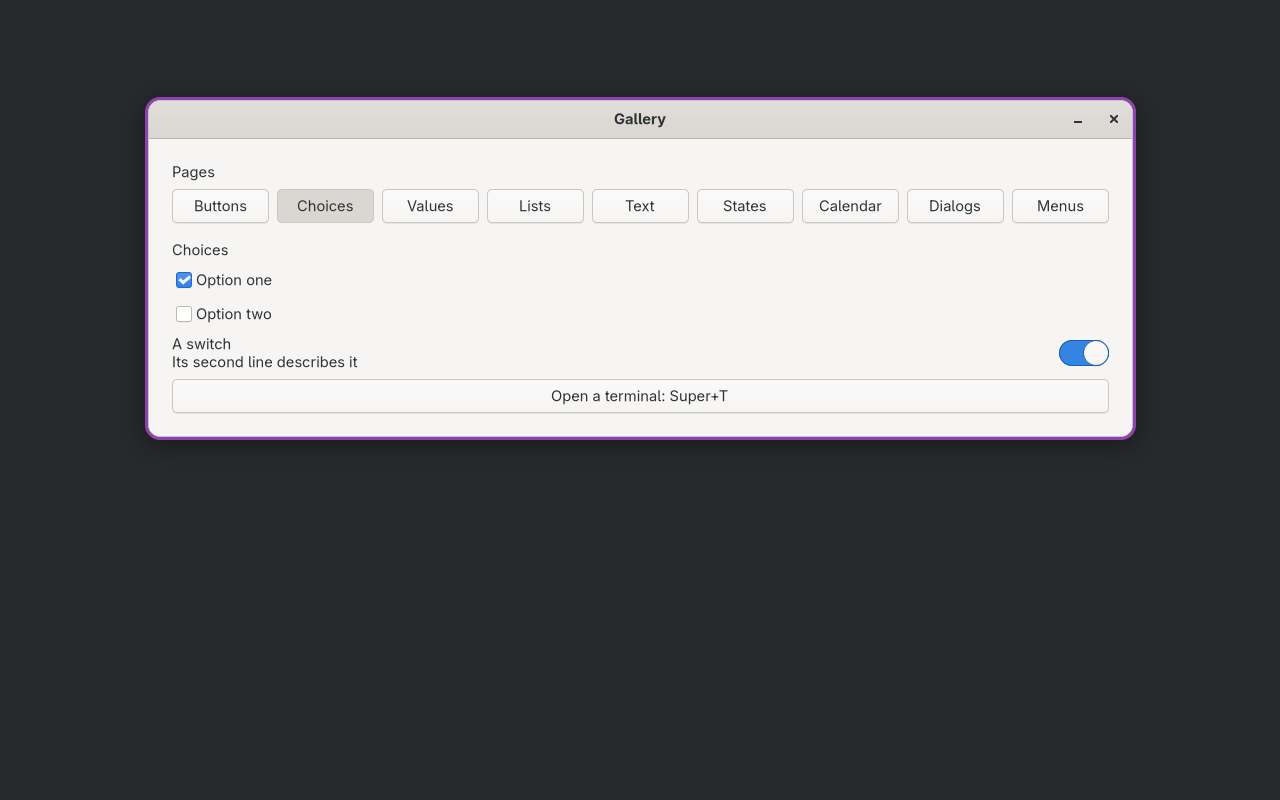 Gallery
Pages
Buttons Choices Values Lists Text States Calendar Dialogs Menus
Choices
Option one
Option two
A switch
Its second line describes it
Open a terminal: Super+T